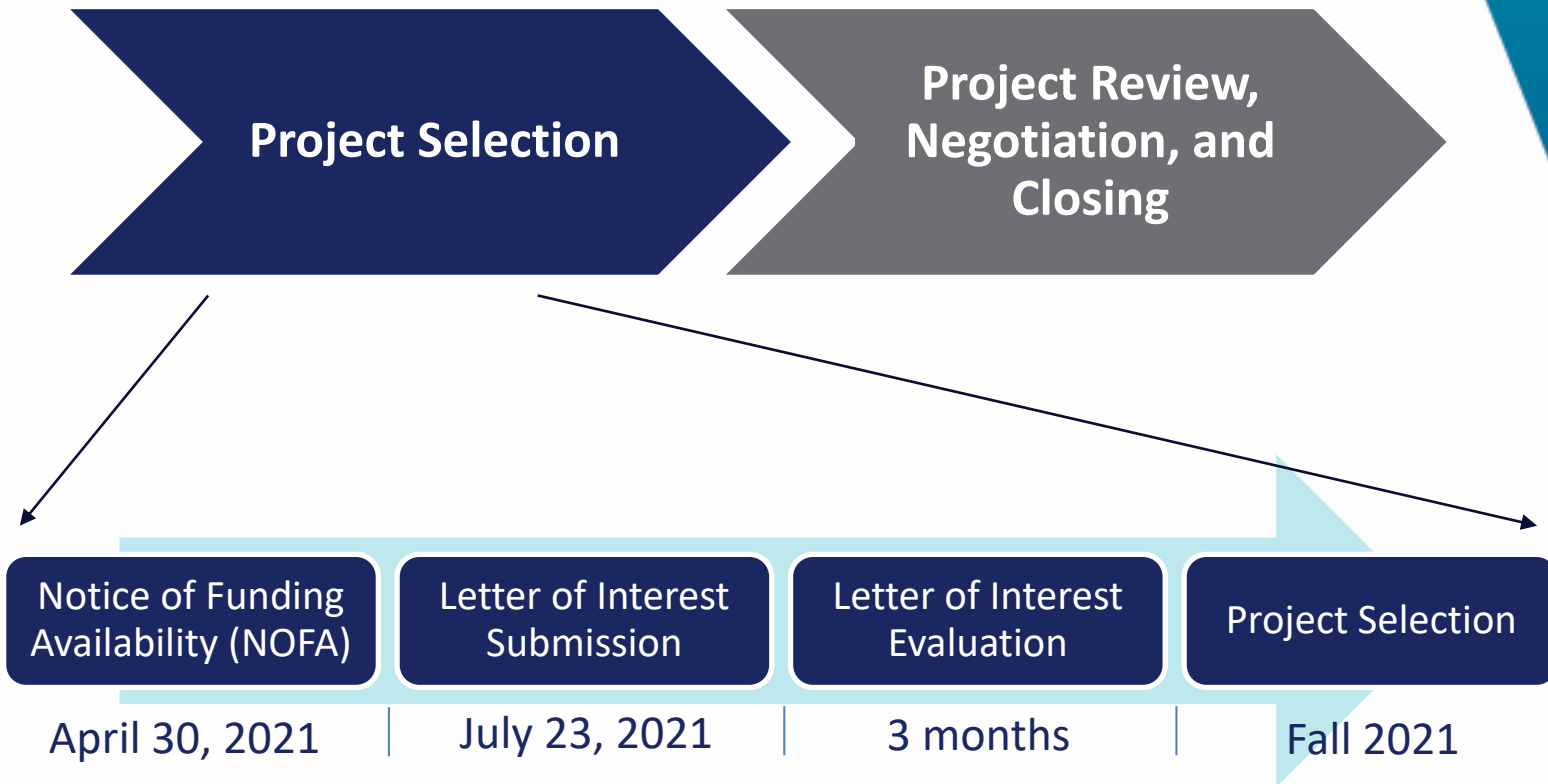 Project Selection
Project Review,
Negotiation, and
Closing
Notice of Funding
Availability (NOFA)
Letter of Interest
Submission
Letter of Interest
Evaluation
Project Selection
April 30, 2021
July 23, 2021
3 months
Fall 2021